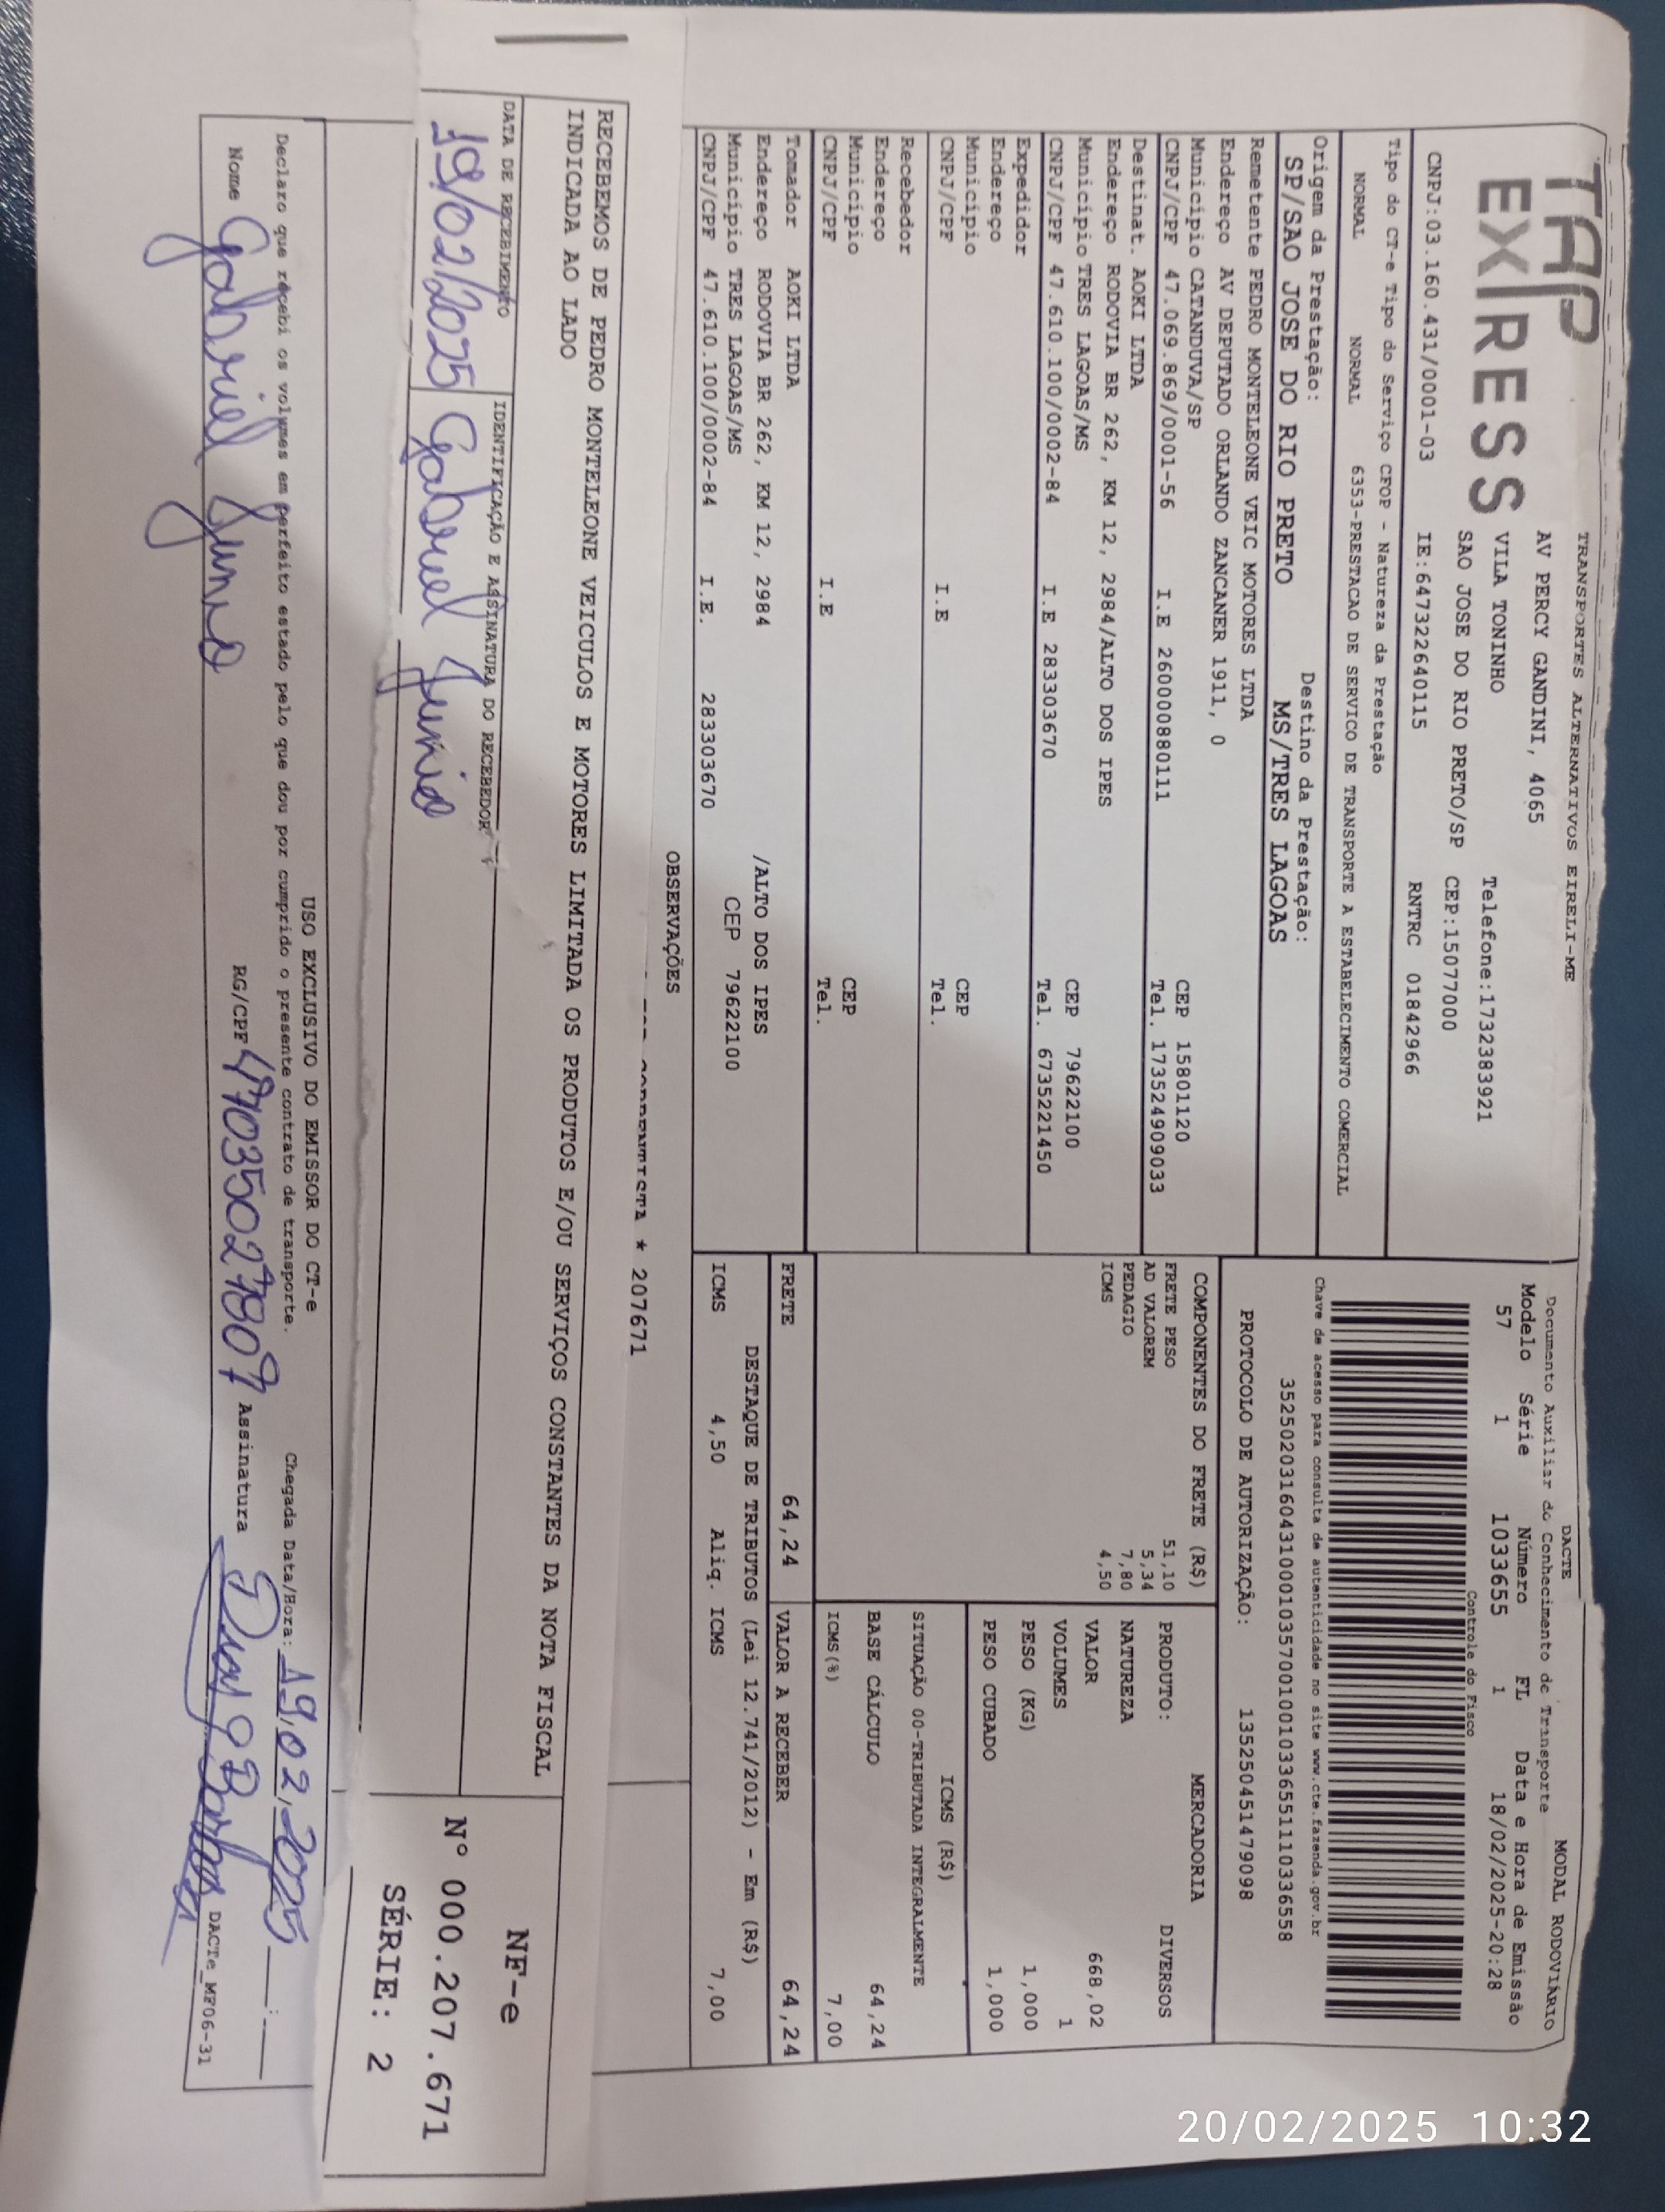 TAP
EXPRESS
TRANSPORTES ALTERNATIVOS EIRELI-ME
AV PERCY GANDINI, 4065
VILA TONINHO Telefone:1732383921
SAO JOSE DO RIO PRETO/SP CEP:15077000
CNPJ:03.160.431/0001-03 IE:647322640115 RNTRC 01842966
DACTE MODAL RODOVIÁRIO
Documento Auxiliar do Conhecimento de Transporte
Modelo Série Número FL Data e Hora de Emissão
57 1 1033655 1 18/02/2025-20:28
Controle do Fisco
Chave de acesso para consulta de autenticidade no site www.cte.fazenda.gov.br
35250203160431000103570010010336551110336558
PROTOCOLO DE AUTORIZAÇÃO: 135250451479098
Tipo do CT-e Tipo do Serviço CFOP - Natureza da Prestação
NORMAL NORMAL 6353-PRESTACAO DE SERVICO DE TRANSPORTE A ESTABELECIMENTO COMERCIAL
Origem da Prestação: Destino da Prestação:
SP/SAO JOSE DO RIO PRETO MS/TRES LAGOAS
Remetente PEDRO MONTELEONE VEIC MOTORES LTDA
Endereço AV DEPUTADO ORLANDO ZANCANER 1911, 0
Município CATANDUVA/SP CEP 15801120
CNPJ/CPF 47.069.869/0001-56 I.E 260000880111 Tel. 173524909033
Destinat. AOKI LTDA
Endereço RODOVIA BR 262, KM 12, 2984/ALTO DOS IPES
Município TRES LAGOAS/MS CEP 79622100
CNPJ/CPF 47.610.100/0002-84 I.E 283303670 Tel. 6735221450
Expedidor
Endereço
Município CEP
CNPJ/CPF I.E Tel.
Recebedor
Endereço
Município CEP
CNPJ/CPF I.E Tel.
Tomador AOKI LTDA
Endereço RODOVIA BR 262, KM 12, 2984 /ALTO DOS IPES
Município TRES LAGOAS/MS CEP 79622100
CNPJ/CPF 47.610.100/0002-84 I.E. 283303670
COMPONENTES DO FRETE (R$)
FRETE PESO 51,10
AD VALOREM 5,34
PEDAGIO 7,80
ICMS 4,50
MERCADORIA
PRODUTO: DIVERSOS
NATUREZA
VALOR 668,02
VOLUMES 1
PESO (KG) 1,000
PESO CUBADO 1,000
ICMS (R$)
SITUAÇÃO 00-TRIBUTADA INTEGRALMENTE
BASE CÁLCULO 64,24
ICMS(%) 7,00
FRETE 64,24 VALOR A RECEBER 64,24
DESTAQUE DE TRIBUTOS (Lei 12.741/2012) - Em (R$)
ICMS 4,50 Aliq. ICMS 7,00
OBSERVAÇÕES
* 207671
RECEBEMOS DE PEDRO MONTELEONE VEICULOS E MOTORES LIMITADA OS PRODUTOS E/OU SERVIÇOS CONSTANTES DA NOTA FISCAL
INDICADA AO LADO
DATA DE RECEBIMENTO IDENTIFICAÇÃO E ASSINATURA DO RECEBEDOR
19/02/2025 Gabriel Junio
NF-e
Nº 000.207.671
SÉRIE: 2
USO EXCLUSIVO DO EMISSOR DO CT-e
Declaro que recebi os volumes em perfeito estado pelo que dou por cumprido o presente contrato de transporte. Chegada Data/Hora: 19,02,2025 __:__
Nome Gabriel Junio RG/CPF Assinatura
DACTe_MF06-31
20/02/2025 10:32